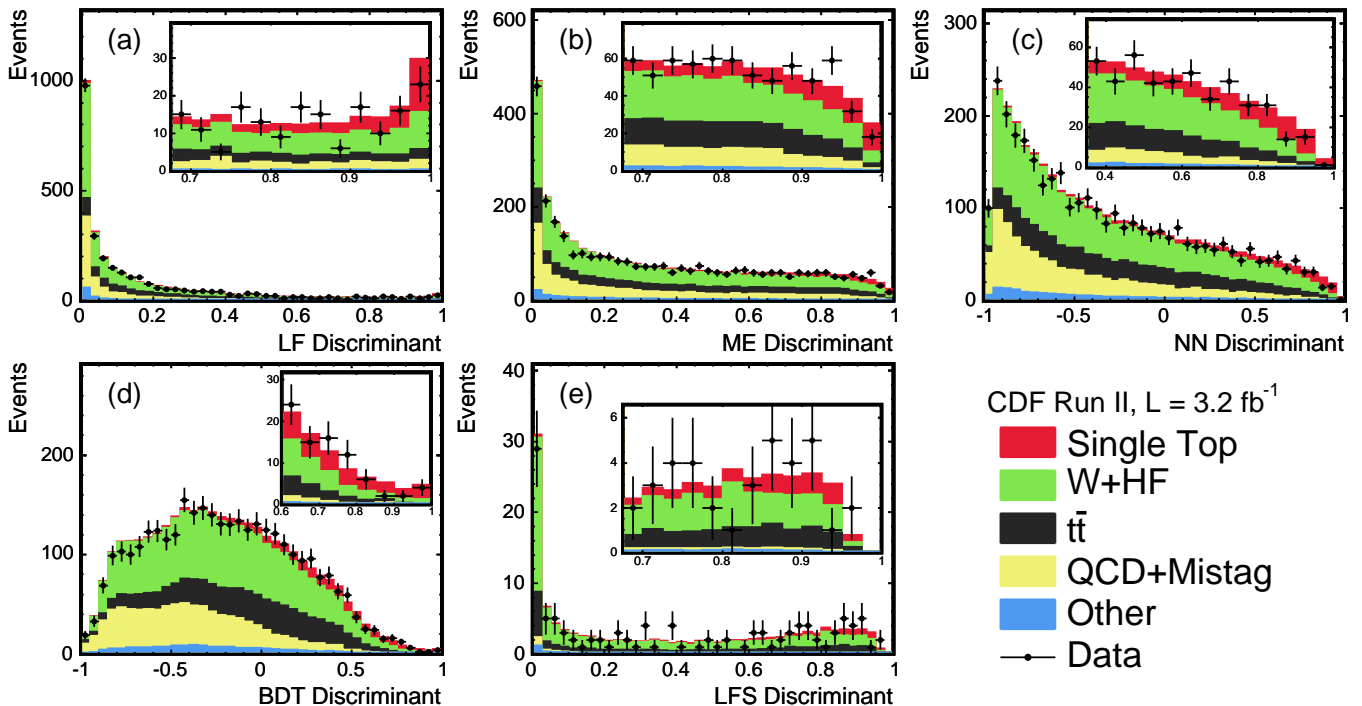 Events
(a)
30
20
10
0
0.7 0.8 0.9 1
1000
500
0
0 0.2 0.4 0.6 0.8 1
LF Discriminant
Events
(b)
60
40
20
0
0.7 0.8 0.9 1
600
400
200
0
0 0.2 0.4 0.6 0.8 1
ME Discriminant
Events
(c)
60
40
20
0
0.4 0.6 0.8 1
300
200
100
0
-1 -0.5 0 0.5 1
NN Discriminant
Events
(d)
30
20
10
0
0.6 0.7 0.8 0.9 1
200
100
0
-1 -0.5 0 0.5 1
BDT Discriminant
Events
(e)
6
4
2
0
0.7 0.8 0.9 1
40
30
20
10
0
0 0.2 0.4 0.6 0.8 1
LFS Discriminant
CDF Run II, L = 3.2 fb⁻¹
Single Top
W+HF
tt̄
QCD+Mistag
Other
Data